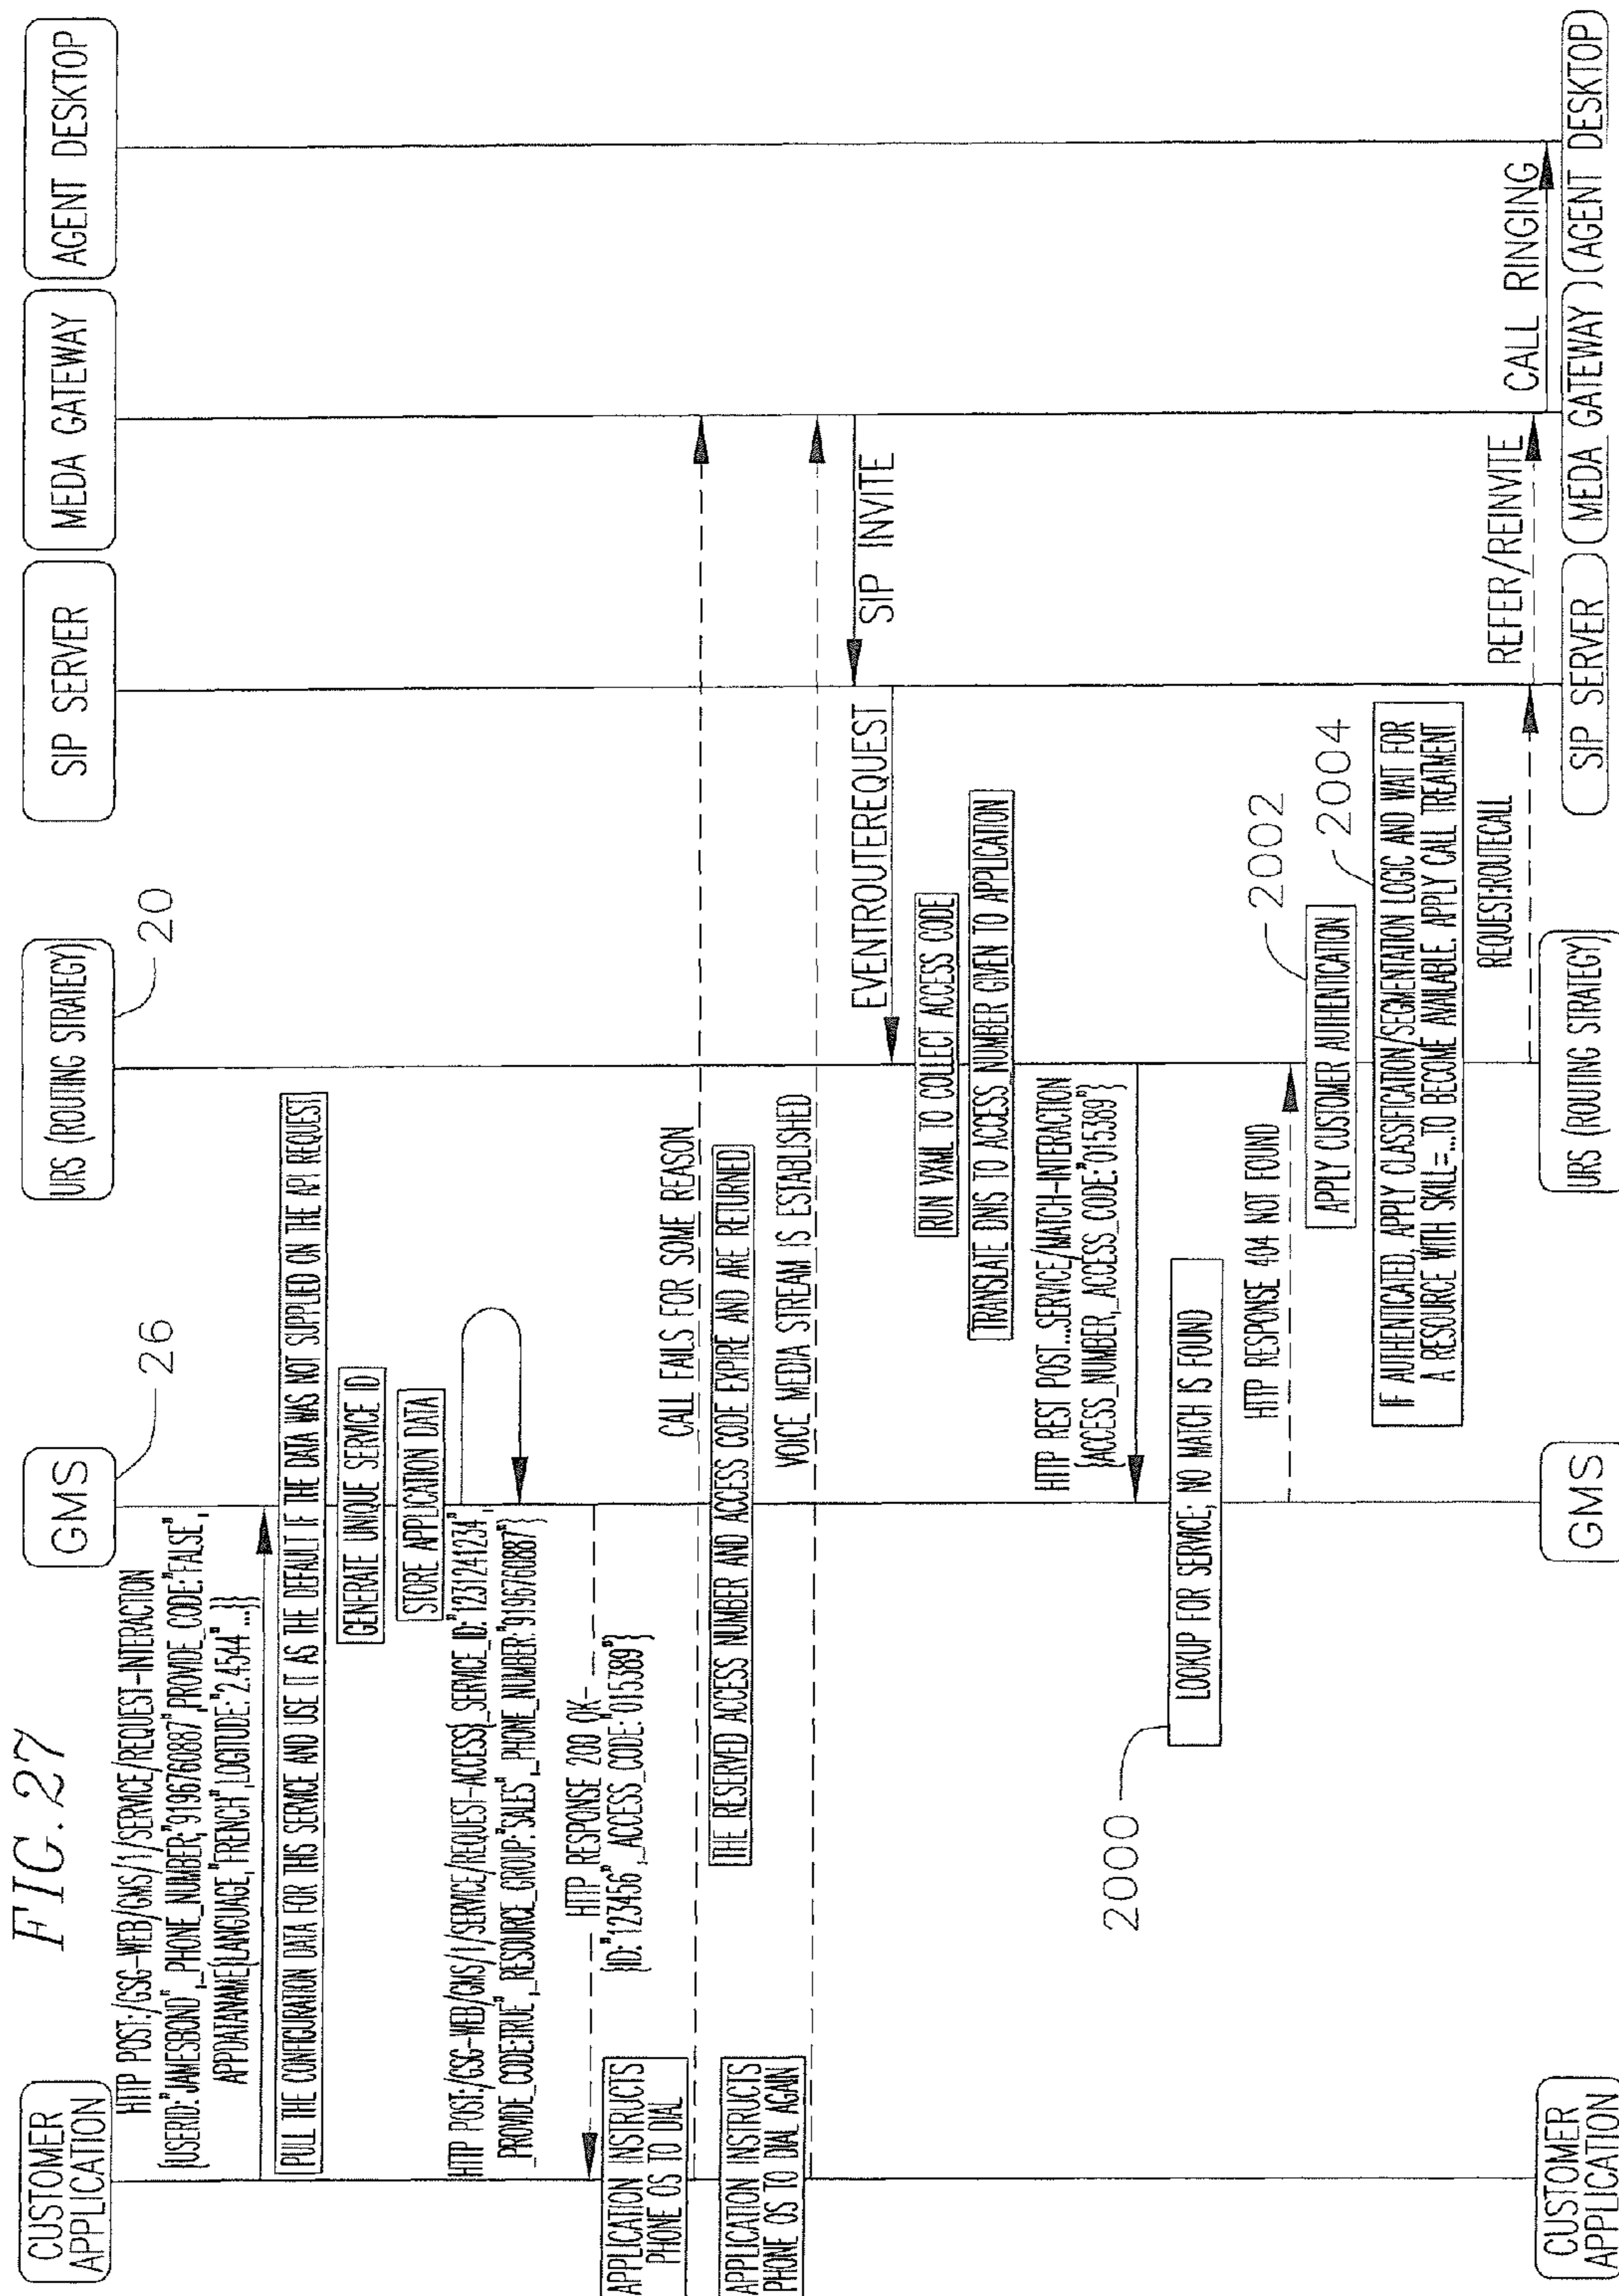 FIG. 27
CUSTOMER
APPLICATION
GMS
26
URS (ROUTING STRATEGY)
20
SIP SERVER
MEDA GATEWAY
AGENT DESKTOP
HTTP POST:/GSG-WEB/GMS/1/SERVICE/REQUEST-INTERACTION
{USERID:"JAMESBOND",_PHONE_NUMBER;"9196760887",PROVIDE_CODE:"FALSE",
APPDATANAME{LANGUAGE,"FRENCH",LOGITUDE:"2.4544"...}}
PULL THE CONFIGURATION DATA FOR THIS SERVICE AND USE IT AS THE DEFAULT IF THE DATA WAS NOT SUPPLIED ON THE API REQUEST
GENERATE UNIQUE SERVICE ID
STORE APPLICATION DATA
HTTP POST:/GSG-WEB/GMS/1/SERVICE/REQUEST-ACCESS{_SERVICE_ID:"1231241234",
_PROVIDE_CODE:TRUE",_RESOURCE_GROUP:"SALES",_PHONE_NUMBER:"9196760887"}
HTTP RESPONSE 200 OK-
{ID:"123456",_ACCESS_CODE:"015389"}
APPLICATION INSTRUCTS
PHONE OS TO DIAL
CALL FAILS FOR SOME REASON
THE RESERVED ACCESS NUMBER AND ACCESS CODE EXPIRE AND ARE RETURNED
APPLICATION INSTRUCTS
PHONE OS TO DIAL AGAIN
VOICE MEDIA STREAM IS ESTABLISHED
SIP INVITE
EVENTROUTEREQUEST
RUN VXML TO COLLECT ACCESS CODE
TRANSLATE DNIS TO ACCESS NUMBER GIVEN TO APPLICATION
HTTP REST POST...SERVICE/MATCH-INTERACTION
{ACCESS_NUMBER,_ACCESS_CODE:"015389"}
2000
LOOKUP FOR SERVICE; NO MATCH IS FOUND
HTTP RESPONSE 404 NOT FOUND
2002
APPLY CUSTOMER AUTHENTICATION
2004
IF AUTHENTICATED, APPLY CLASSIFICATION/SEGMENTATION LOGIC AND WAIT FOR
A RESOURCE WITH SKILL=...TO BECOME AVAILABLE. APPLY CALL TREATMENT
REQUEST:ROUTECALL
REFER/REINVITE
CALL RINGING
CUSTOMER
APPLICATION
GMS
URS (ROUTING STRATEGY)
SIP SERVER
MEDA GATEWAY
AGENT DESKTOP